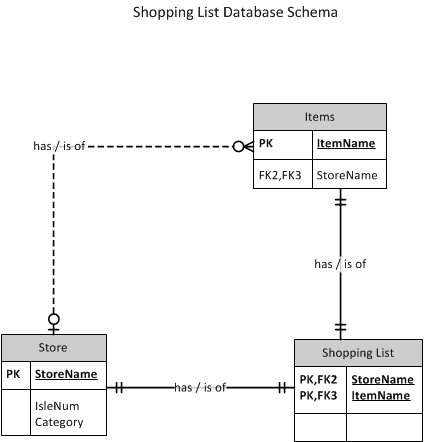 Shopping List Database Schema
Items
PK ItemName
FK2,FK3 StoreName
has / is of
has / is of
Store
PK StoreName
IsleNum
Category
has / is of
Shopping List
PK,FK2 StoreName
PK,FK3 ItemName